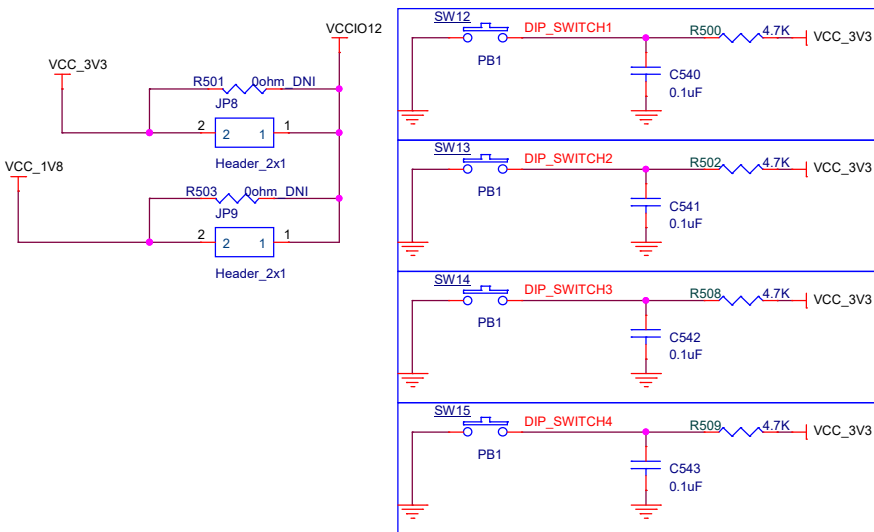 VCCIO12
VCC_3V3
R501 0ohm_DNI
JP8
2 2 1 1
Header_2x1
VCC_1V8
R503 0ohm_DNI
JP9
2 2 1 1
Header_2x1
SW12 DIP_SWITCH1 R500 4.7K VCC_3V3
PB1
C540
0.1uF
SW13 DIP_SWITCH2 R502 4.7K VCC_3V3
PB1
C541
0.1uF
SW14 DIP_SWITCH3 R508 4.7K VCC_3V3
PB1
C542
0.1uF
SW15 DIP_SWITCH4 R509 4.7K VCC_3V3
PB1
C543
0.1uF